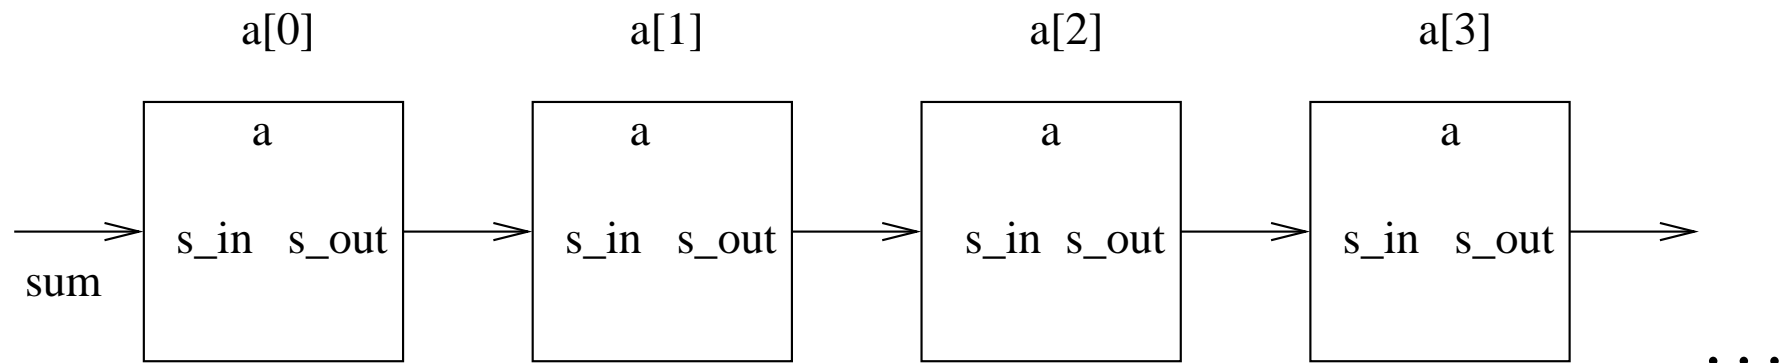 a[0] a[1] a[2] a[3]
a a a a
s_in s_out s_in s_out s_in s_out s_in s_out
sum
...